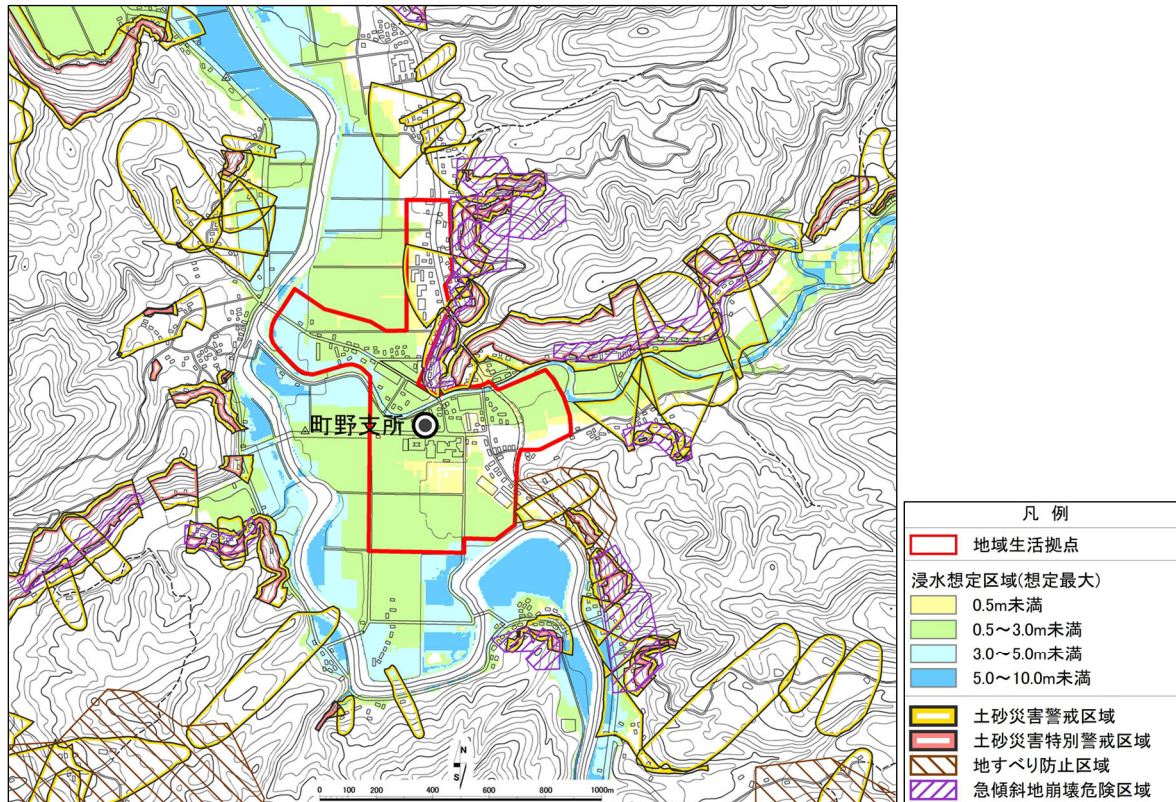 町野支所
N
S
0 200 400 600 800 1000m
凡 例
地域生活拠点
浸水想定区域(想定最大)
0.5m未満
0.5～3.0m未満
3.0～5.0m未満
5.0～10.0m未満
土砂災害警戒区域
土砂災害特別警戒区域
地すべり防止区域
急傾斜地崩壊危険区域